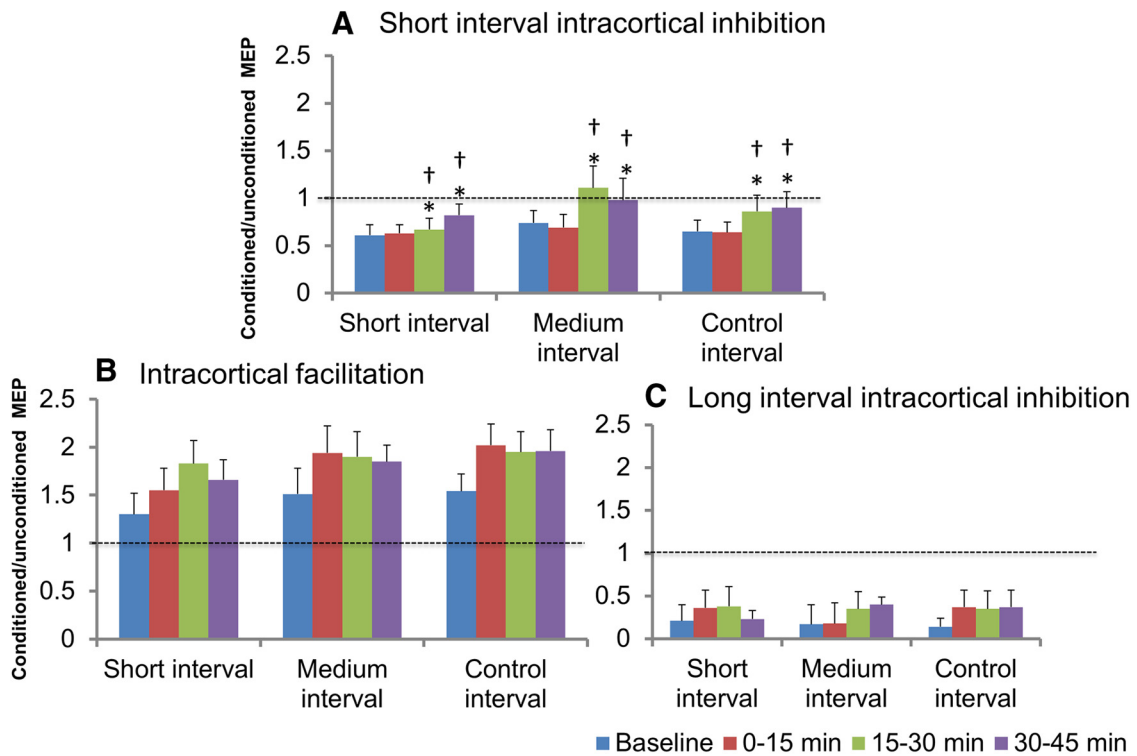 A Short interval intracortical inhibition
Conditioned/unconditioned MEP
2.5
2
1.5
1
0.5
0
† † † † † †
* * * * * *
Short interval Medium interval Control interval
B Intracortical facilitation
Conditioned/unconditioned MEP
2.5
2
1.5
1
0.5
0
Short interval Medium interval Control interval
C Long interval intracortical inhibition
2.5
2
1.5
1
0.5
0
Short interval Medium interval Control interval
Baseline 0-15 min 15-30 min 30-45 min